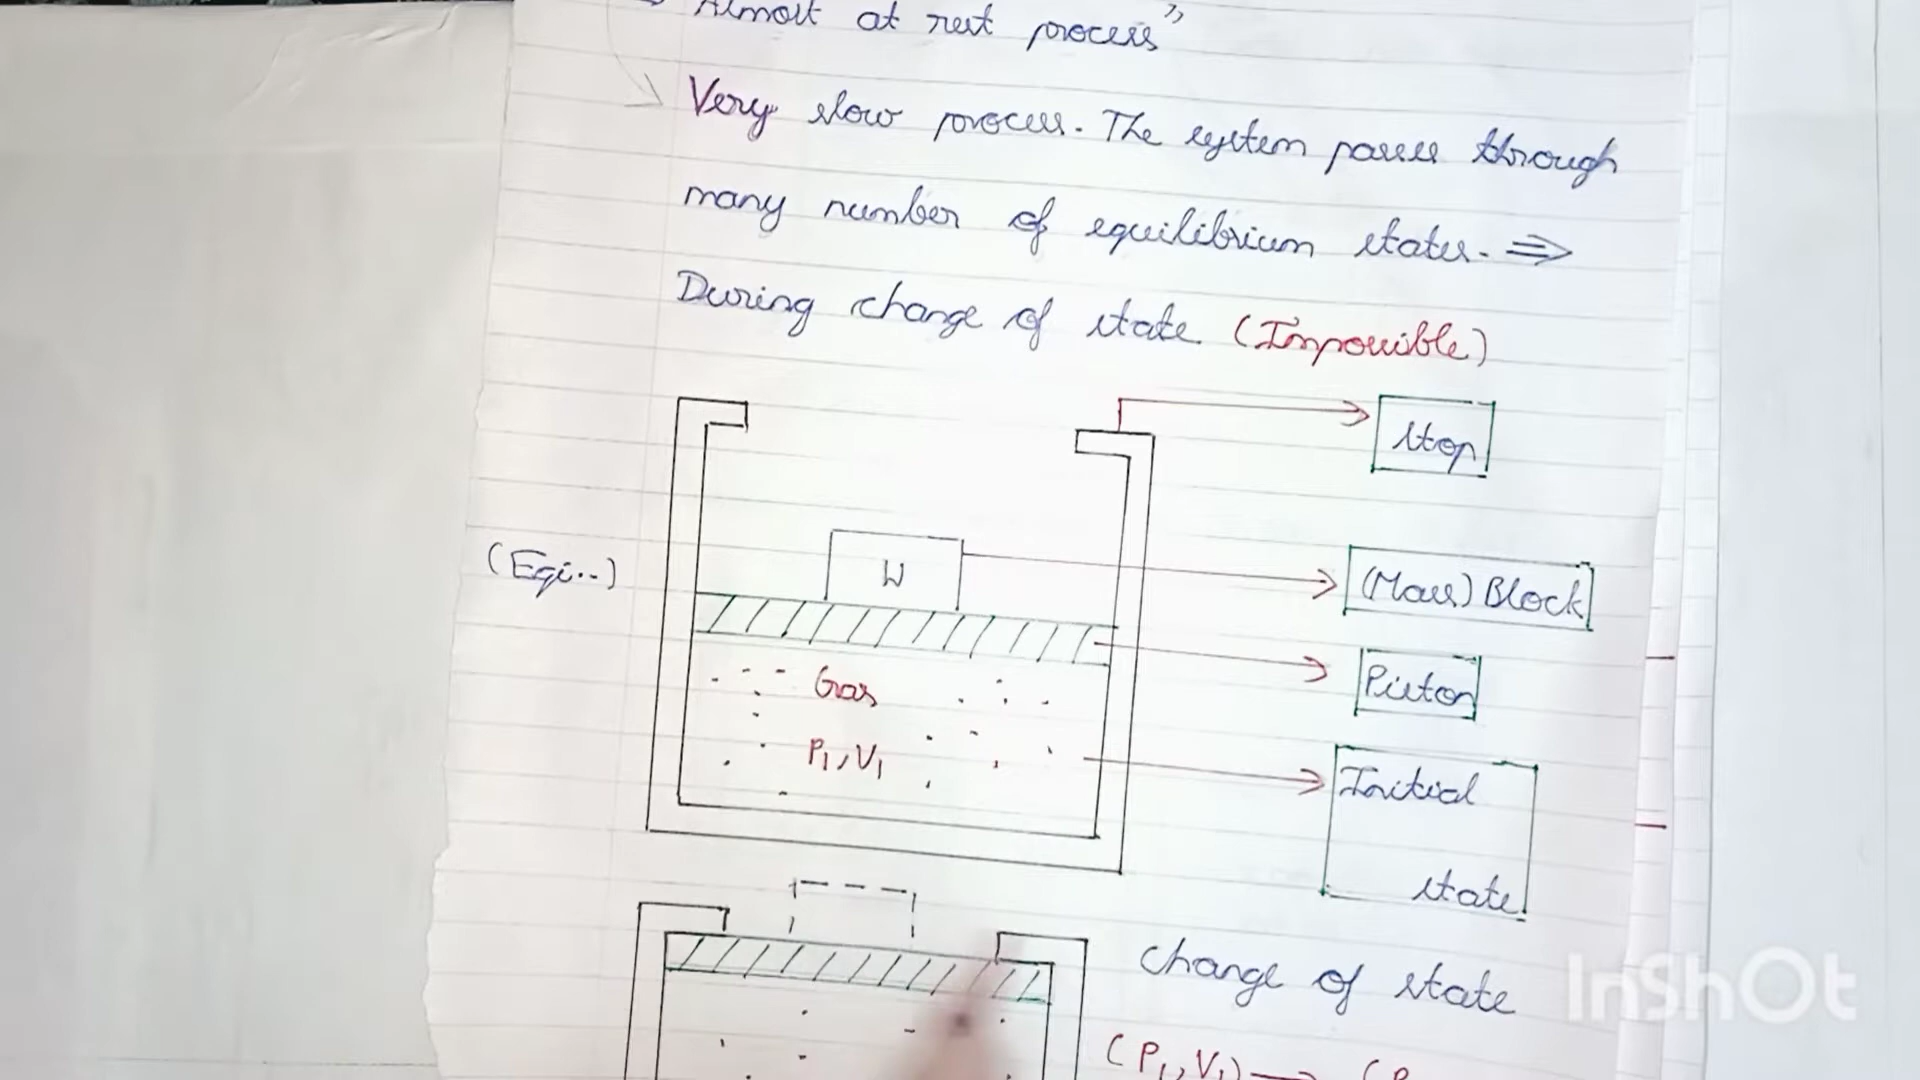 Almost at rest process"
Very slow process. The system passes through
many number of equilibrium states. ⇒
During change of state (Impossible)
Stop
(Eqi..)
W
(Mass) Block
Piston
Gas
P₁, V₁
Initial
state
Change of state
(P₁, V₁) → (P
InShOt